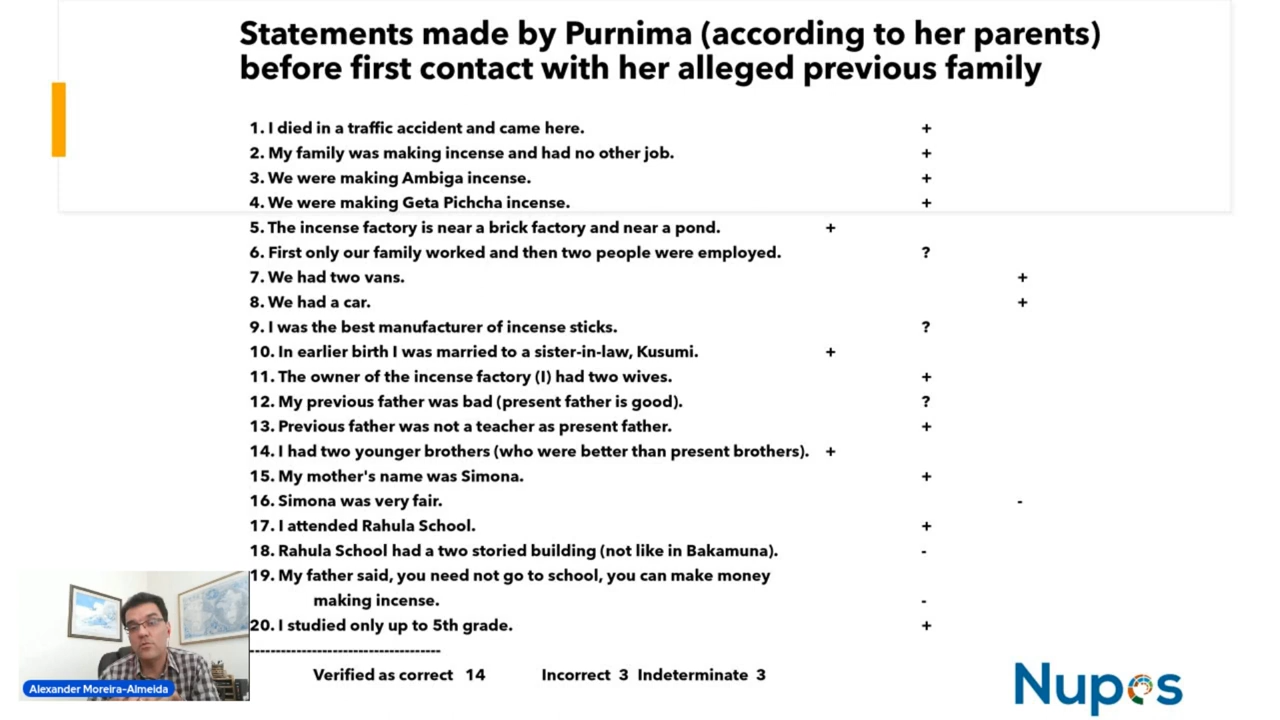 Statements made by Purnima (according to her parents)
before first contact with her alleged previous family
1. I died in a traffic accident and came here. +
2. My family was making incense and had no other job. +
3. We were making Ambiga incense. +
4. We were making Geta Pichcha incense. +
5. The incense factory is near a brick factory and near a pond. +
6. First only our family worked and then two people were employed. ?
7. We had two vans. +
8. We had a car. +
9. I was the best manufacturer of incense sticks. ?
10. In earlier birth I was married to a sister-in-law, Kusumi. +
11. The owner of the incense factory (I) had two wives. +
12. My previous father was bad (present father is good). ?
13. Previous father was not a teacher as present father. +
14. I had two younger brothers (who were better than present brothers). +
15. My mother's name was Simona. +
16. Simona was very fair. -
17. I attended Rahula School. +
18. Rahula School had a two storied building (not like in Bakamuna). -
19. My father said, you need not go to school, you can make money
making incense. -
20. I studied only up to 5th grade. +
-------------------------------------
Verified as correct 14 Incorrect 3 Indeterminate 3
Alexander Moreira-Almeida
Nupes